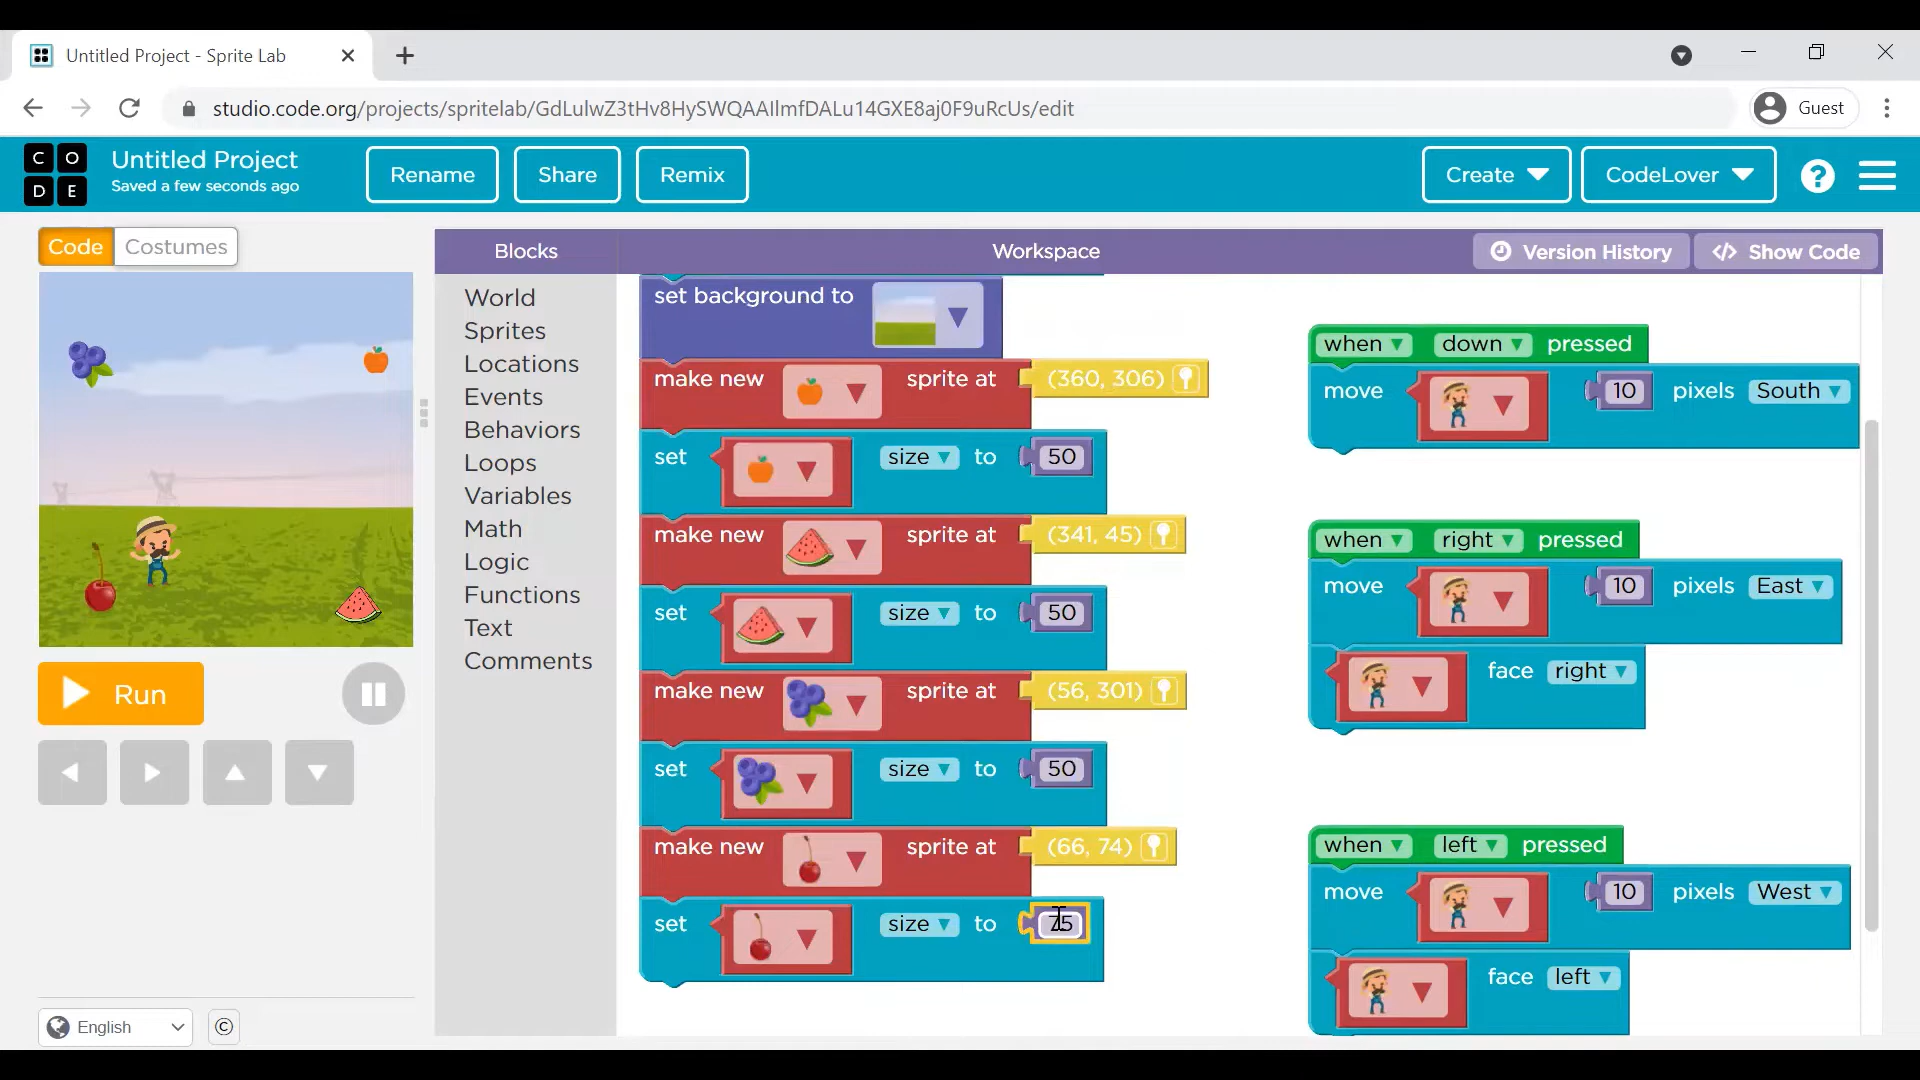 Untitled Project - Sprite Lab
studio.code.org/projects/spritelab/GdLulwZ3tHv8HySWQAAIlmfDALu14GXE8aj0F9uRcUs/edit
Guest
C O D E
Untitled Project
Saved a few seconds ago
Rename
Share
Remix
Create
CodeLover
?
Code
Costumes
Run
English
©
Blocks
Workspace
Version History
</> Show Code
World
Sprites
Locations
Events
Behaviors
Loops
Variables
Math
Logic
Functions
Text
Comments
set background to
make new sprite at (360, 306)
set size to 50
make new sprite at (341, 45)
set size to 50
make new sprite at (56, 301)
set size to 50
make new sprite at (66, 74)
set size to 75
when down pressed
move 10 pixels South
when right pressed
move 10 pixels East
face right
when left pressed
move 10 pixels West
face left